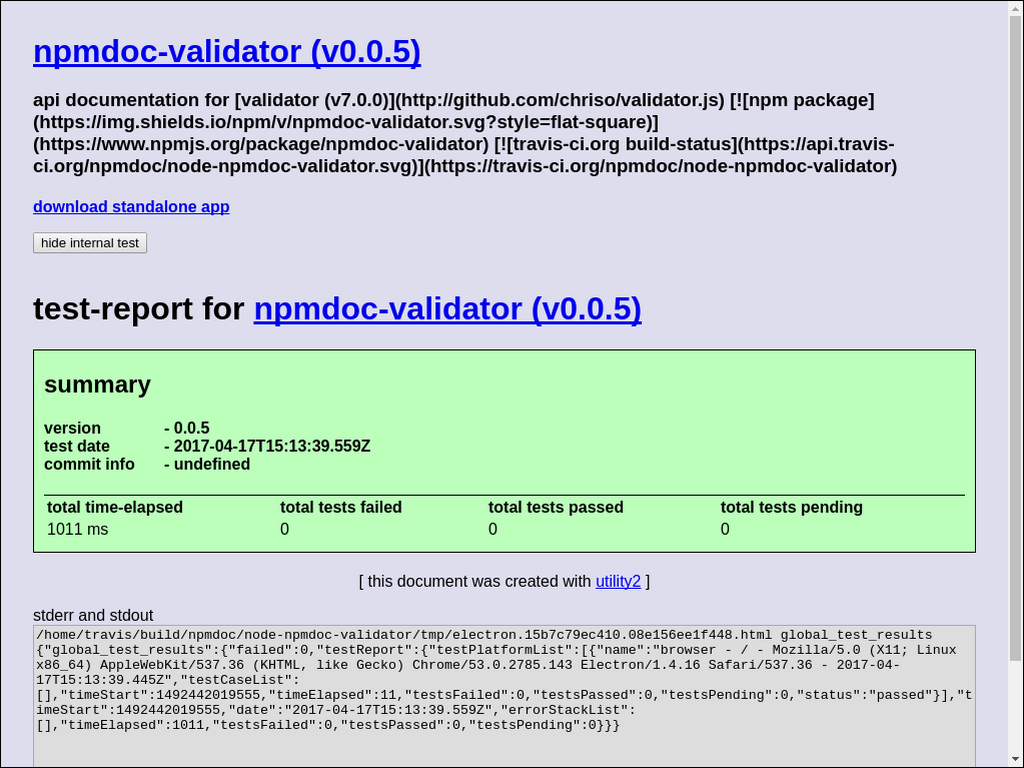 npmdoc-validator (v0.0.5)
api documentation for [validator (v7.0.0)](http://github.com/chriso/validator.js) [![npm package]
(https://img.shields.io/npm/v/npmdoc-validator.svg?style=flat-square)]
(https://www.npmjs.org/package/npmdoc-validator) [![travis-ci.org build-status](https://api.travis-
ci.org/npmdoc/node-npmdoc-validator.svg)](https://travis-ci.org/npmdoc/node-npmdoc-validator)
download standalone app
hide internal test
test-report for npmdoc-validator (v0.0.5)
summary
version - 0.0.5
test date - 2017-04-17T15:13:39.559Z
commit info - undefined
total time-elapsed total tests failed total tests passed total tests pending
1011 ms 0 0 0
[ this document was created with utility2 ]
stderr and stdout
/home/travis/build/npmdoc/node-npmdoc-validator/tmp/electron.15b7c79ec410.08e156ee1f448.html global_test_results
{"global_test_results":{"failed":0,"testReport":{"testPlatformList":[{"name":"browser - / - Mozilla/5.0 (X11; Linux
x86_64) AppleWebKit/537.36 (KHTML, like Gecko) Chrome/53.0.2785.143 Electron/1.4.16 Safari/537.36 - 2017-04-
17T15:13:39.445Z","testCaseList":
[],"timeStart":1492442019555,"timeElapsed":11,"testsFailed":0,"testsPassed":0,"testsPending":0,"status":"passed"}],"t
imeStart":1492442019555,"date":"2017-04-17T15:13:39.559Z","errorStackList":
[],"timeElapsed":1011,"testsFailed":0,"testsPassed":0,"testsPending":0}}}